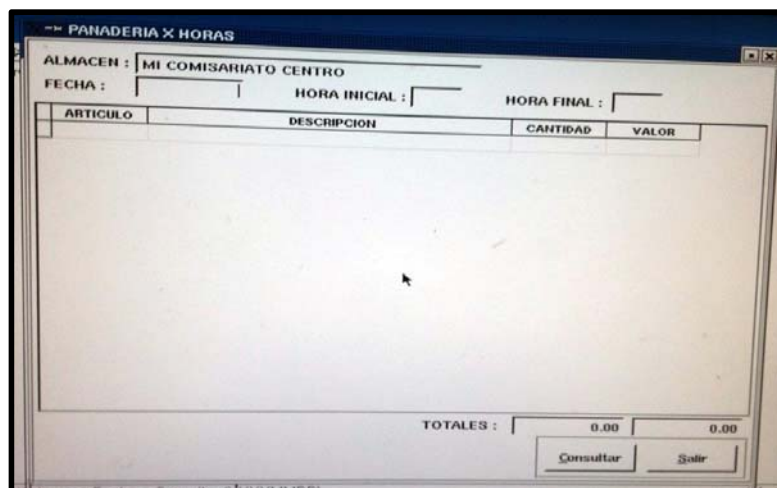 PANADERIA X HORAS
ALMACEN : MI COMISARIATO CENTRO
FECHA : HORA INICIAL : HORA FINAL :
ARTICULO DESCRIPCION CANTIDAD VALOR
TOTALES : 0.00 0.00
Consultar Salir